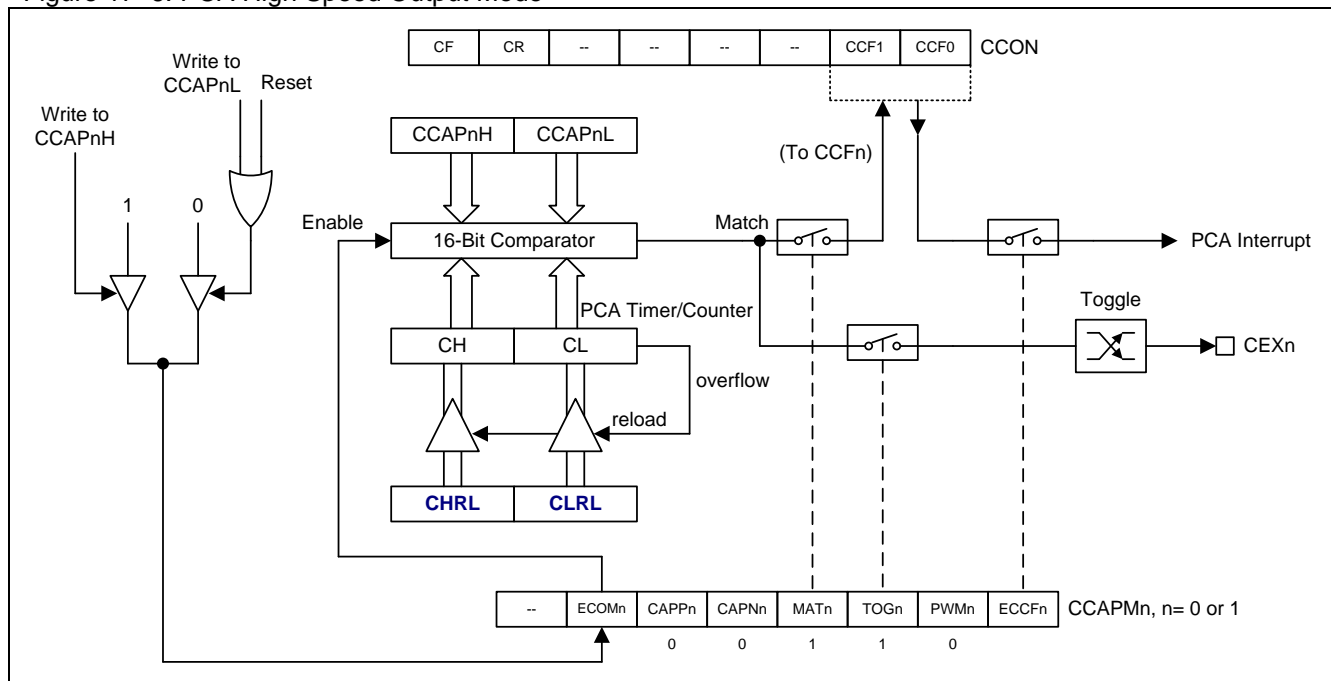 Figure PCA High Speed Output Mode
CF CR -- -- -- -- CCF1 CCF0 CCON
Write to
CCAPnL Reset
Write to
CCAPnH
CCAPnH CCAPnL
(To CCFn)
1 0
Enable
16-Bit Comparator
Match
PCA Interrupt
PCA Timer/Counter
Toggle
CH CL
CEXn
overflow
reload
CHRL CLRL
-- ECOMn CAPPn CAPNn MATn TOGn PWMn ECCFn CCAPMn, n= 0 or 1
0 0 1 1 0